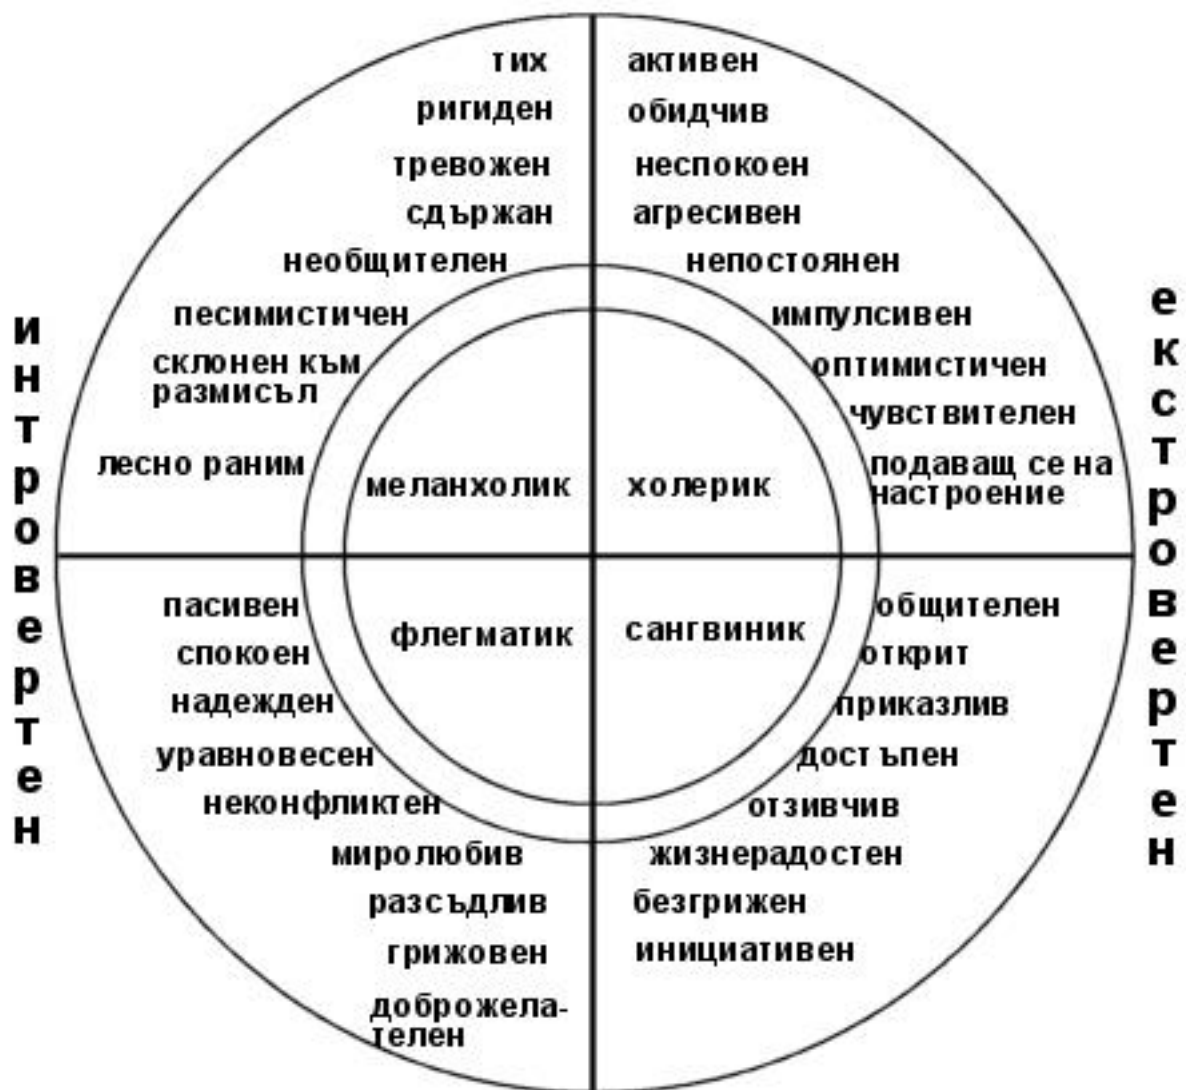 тих
ригиден
тревожен
сдържан
необщителен
песимистичен
склонен към
размисъл
лесно раним
меланхолик
активен
обидчив
неспокоен
агресивен
непостоянен
импулсивен
оптимистичен
чувствителен
подаващ се на
настроение
холерик
интровертен
екстровертен
пасивен
спокоен
надежден
уравновесен
неконфликтен
миролюбив
разсъдлив
грижовен
доброжела-
телен
флегматик
сангвиник
общителен
открит
приказлив
достъпен
отзивчив
жизнерадостен
безгрижен
инициативен